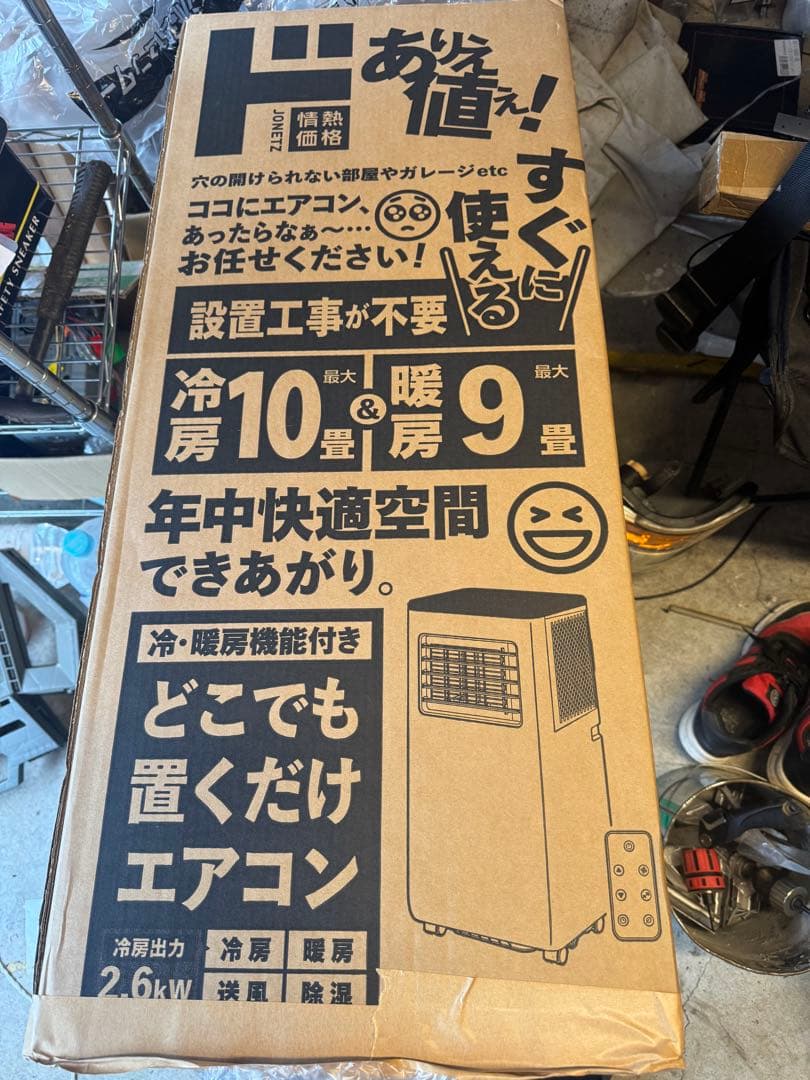 ド
JONETZ
情熱
価格
ありえ
値ぇ!
穴の開けられない部屋やガレージetc
ココにエアコン、
あったらなぁ～…
お任せください!
すぐに
使える
設置工事が不要
冷房 最大 10畳
&
暖房 最大 9畳
年中快適空間
できあがり。
冷・暖房機能付き
どこでも
置くだけ
エアコン
冷房出力
2.6kW
冷房 暖房
送風 除湿
ETY SNEAKER